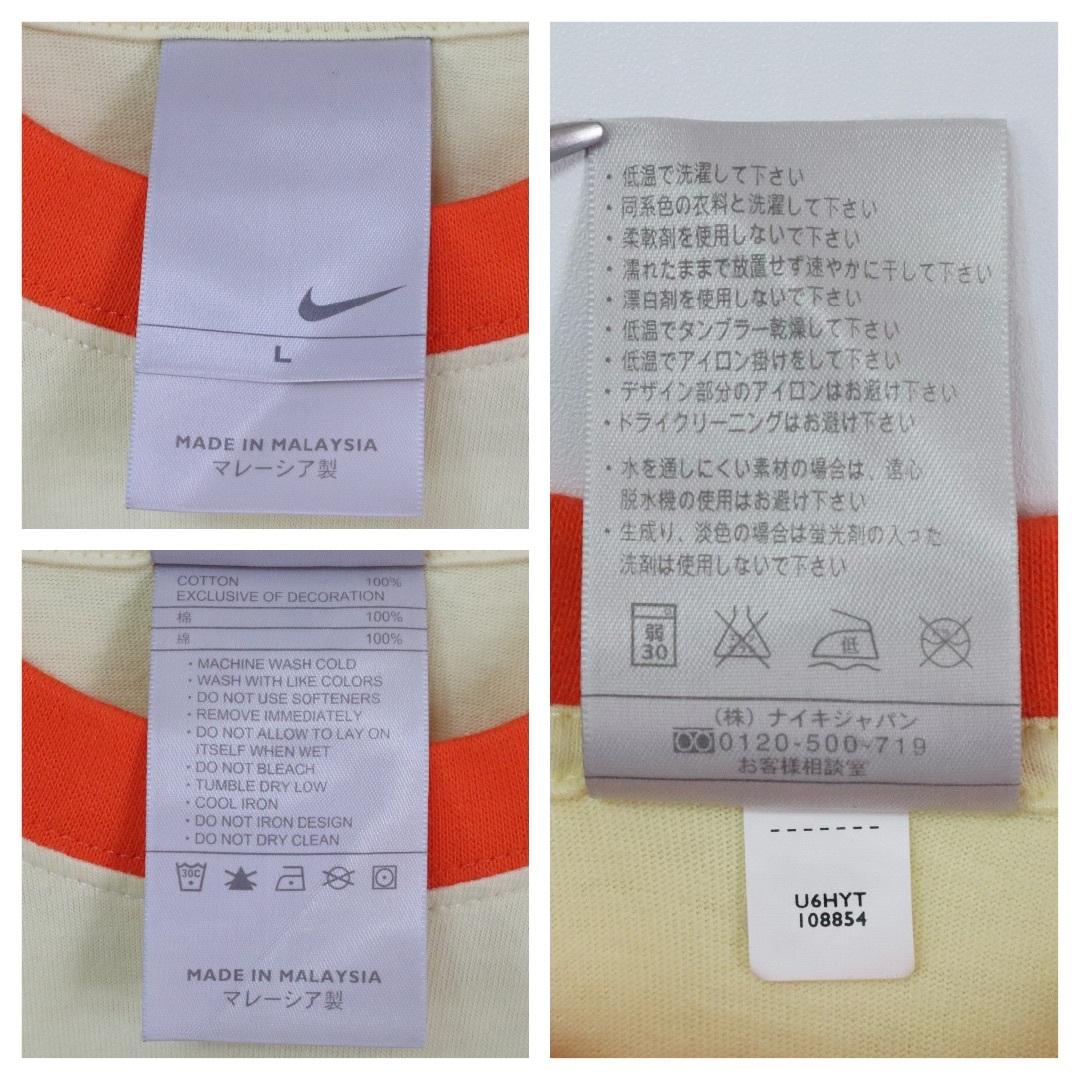 L
MADE IN MALAYSIA
マレーシア製
COTTON 100%
EXCLUSIVE OF DECORATION
棉 100%
綿 100%
・MACHINE WASH COLD
・WASH WITH LIKE COLORS
・DO NOT USE SOFTENERS
・REMOVE IMMEDIATELY
・DO NOT ALLOW TO LAY ON
ITSELF WHEN WET
・DO NOT BLEACH
・TUMBLE DRY LOW
・COOL IRON
・DO NOT IRON DESIGN
・DO NOT DRY CLEAN
30C
MADE IN MALAYSIA
マレーシア製
・低温で洗濯して下さい
・同系色の衣料と洗濯して下さい
・柔軟剤を使用しないで下さい
・濡れたままで放置せず速やかに干して下さい
・漂白剤を使用しないで下さい
・低温でタンブラー乾燥して下さい
・低温でアイロン掛けをして下さい
・デザイン部分のアイロンはお避け下さい
・ドライクリーニングはお避け下さい
・水を通しにくい素材の場合は、遠心
脱水機の使用はお避け下さい
・生成り、淡色の場合は蛍光剤の入った
洗剤は使用しないで下さい
弱
30
低
(株) ナイキジャパン
0120-500-719
お客様相談室
U6HYT
108854